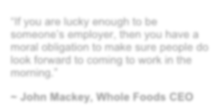 "If you are lucky enough to be
someone's employer, then you have a
moral obligation to make sure people do
look forward to coming to work in the
morning."
~ John Mackey, Whole Foods CEO